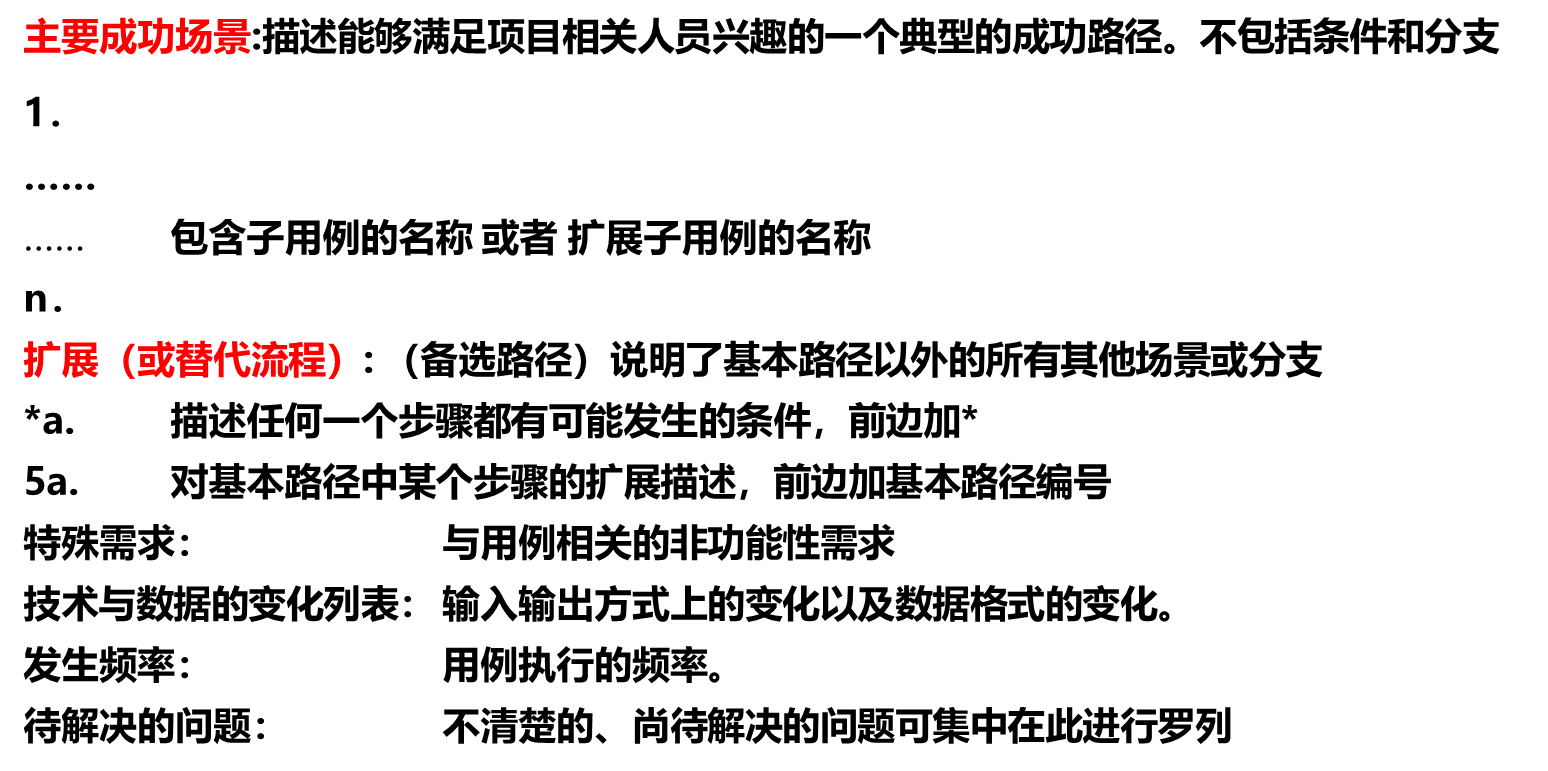 主要成功场景:描述能够满足项目相关人员兴趣的一个典型的成功路径。不包括条件和分支
1.
……
…… 包含子用例的名称 或者 扩展子用例的名称
n.
扩展（或替代流程）:（备选路径）说明了基本路径以外的所有其他场景或分支
*a. 描述任何一个步骤都有可能发生的条件，前边加*
5a. 对基本路径中某个步骤的扩展描述，前边加基本路径编号
特殊需求： 与用例相关的非功能性需求
技术与数据的变化列表： 输入输出方式上的变化以及数据格式的变化。
发生频率： 用例执行的频率。
待解决的问题： 不清楚的、尚待解决的问题可集中在此进行罗列